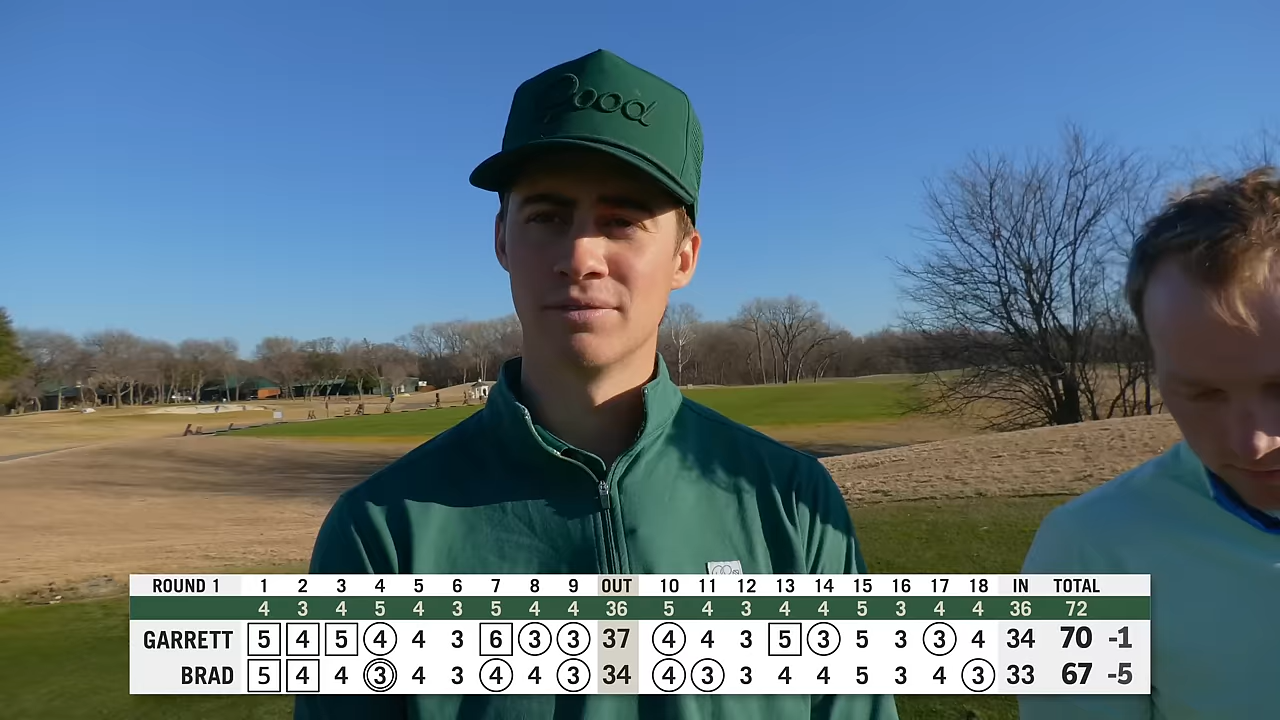 Good
ROUND 1 1 2 3 4 5 6 7 8 9 OUT 10 11 12 13 14 15 16 17 18 IN TOTAL
4 3 4 5 4 3 5 4 4 36 5 4 3 4 4 5 3 4 4 36 72
GARRETT 5 4 5 4 4 3 6 3 3 37 4 4 3 5 3 5 3 3 4 34 70 -1
BRAD 5 4 4 3 4 3 4 4 3 34 4 3 3 4 4 5 3 4 3 33 67 -5